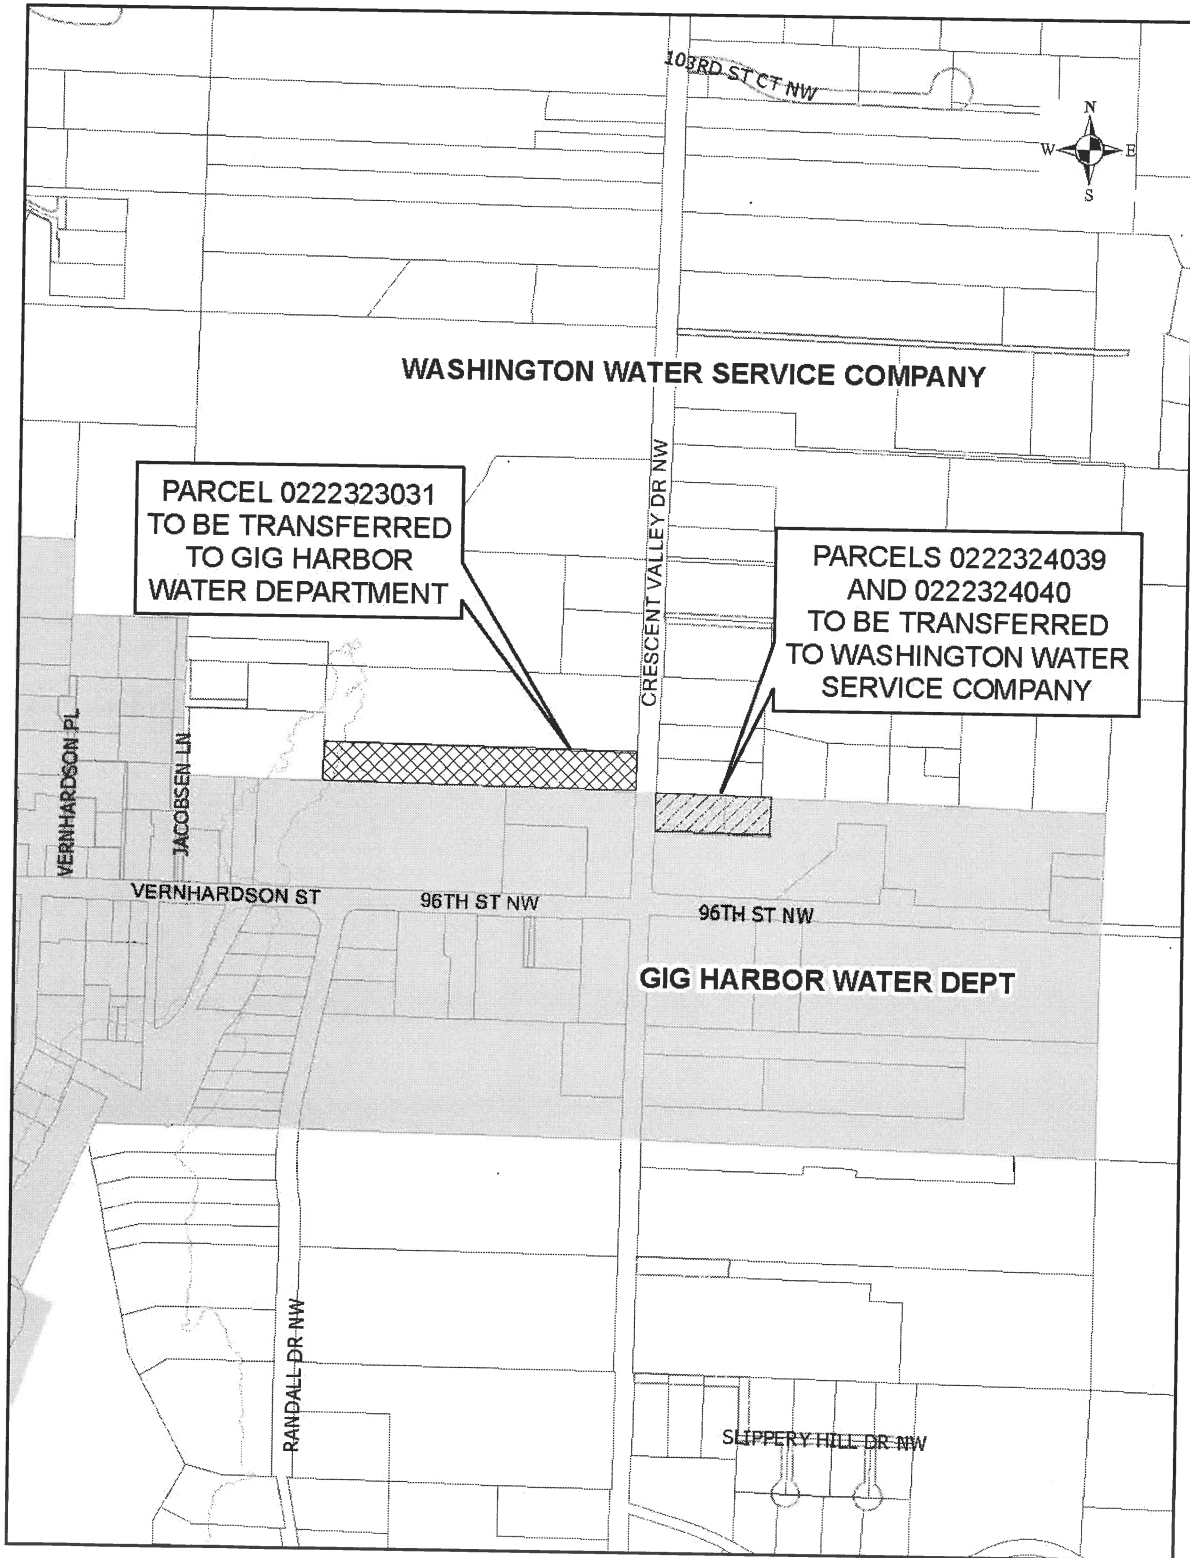 103RD ST CT NW
N
W E
S
WASHINGTON WATER SERVICE COMPANY
CRESCENT VALLEY DR NW
PARCEL 0222323031
TO BE TRANSFERRED
TO GIG HARBOR
WATER DEPARTMENT
PARCELS 0222324039
AND 0222324040
TO BE TRANSFERRED
TO WASHINGTON WATER
SERVICE COMPANY
VERNHARDSON PL
JACOBSEN LN
VERNHARDSON ST
96TH ST NW
96TH ST NW
GIG HARBOR WATER DEPT
RANDALL DR NW
SLIPPERY HILL DR NW